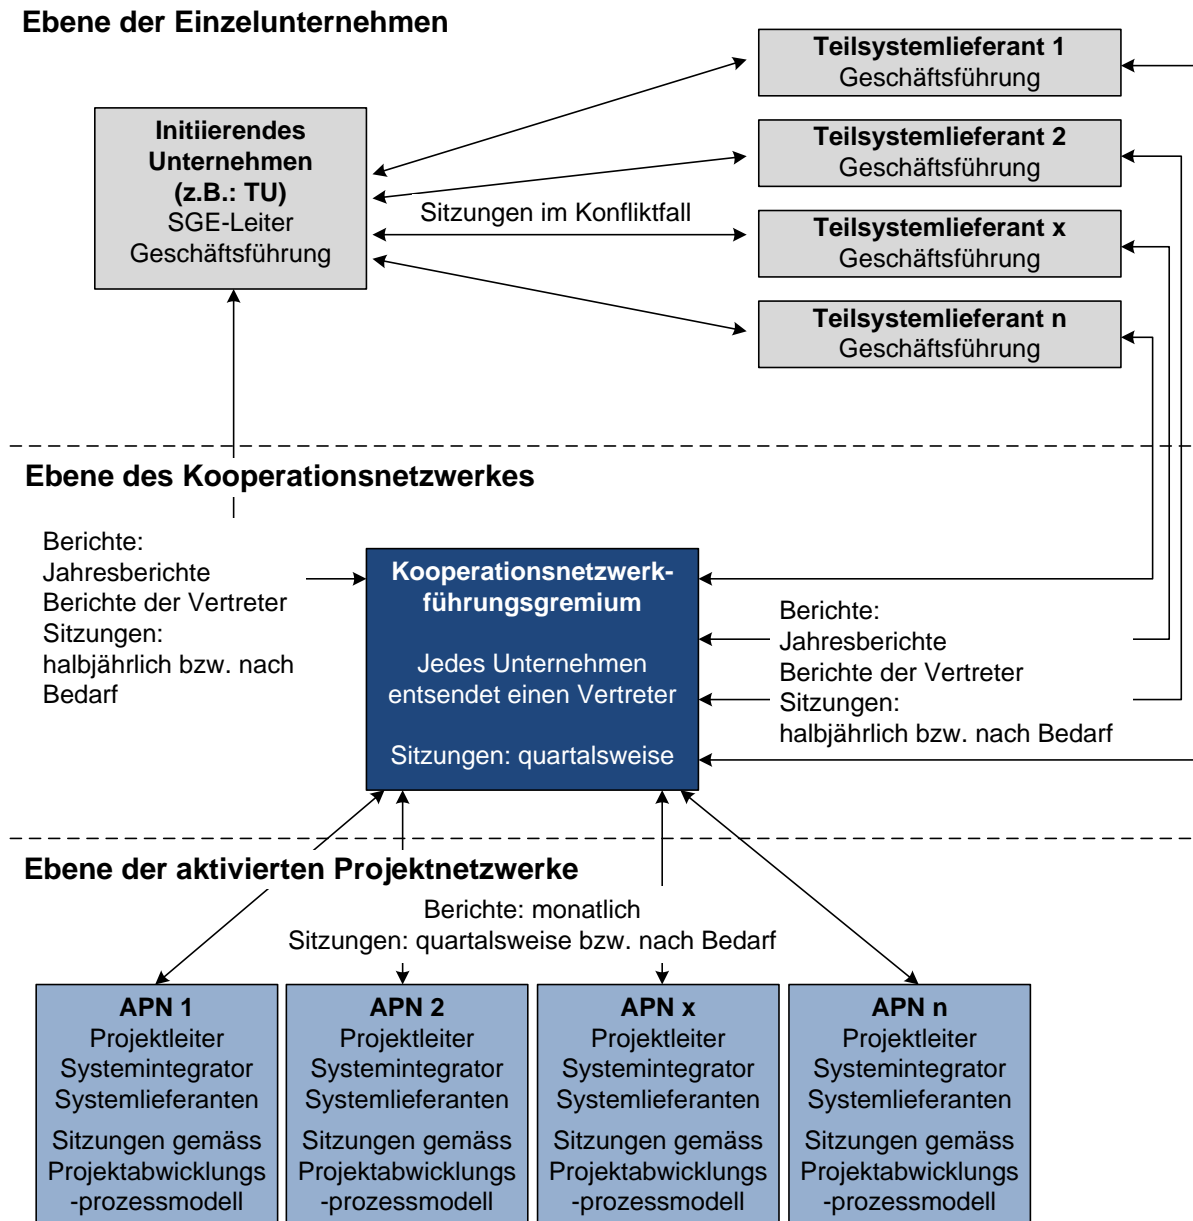 Ebene der Einzelunternehmen
Initiierendes
Unternehmen
(z.B.: TU)
SGE-Leiter
Geschäftsführung
Sitzungen im Konfliktfall
Teilsystemlieferant 1
Geschäftsführung
Teilsystemlieferant 2
Geschäftsführung
Teilsystemlieferant x
Geschäftsführung
Teilsystemlieferant n
Geschäftsführung
Ebene des Kooperationsnetzwerkes
Berichte:
Jahresberichte
Berichte der Vertreter
Sitzungen:
halbjährlich bzw. nach
Bedarf
Kooperationsnetzwerk-
führungsgremium
Jedes Unternehmen
entsendet einen Vertreter
Sitzungen: quartalsweise
Berichte:
Jahresberichte
Berichte der Vertreter
Sitzungen:
halbjährlich bzw. nach Bedarf
Ebene der aktivierten Projektnetzwerke
Berichte: monatlich
Sitzungen: quartalsweise bzw. nach Bedarf
APN 1
Projektleiter
Systemintegrator
Systemlieferanten
Sitzungen gemäss
Projektabwicklungs
-prozessmodell
APN 2
Projektleiter
Systemintegrator
Systemlieferanten
Sitzungen gemäss
Projektabwicklungs
-prozessmodell
APN x
Projektleiter
Systemintegrator
Systemlieferanten
Sitzungen gemäss
Projektabwicklungs
-prozessmodell
APN n
Projektleiter
Systemintegrator
Systemlieferanten
Sitzungen gemäss
Projektabwicklungs
-prozessmodell